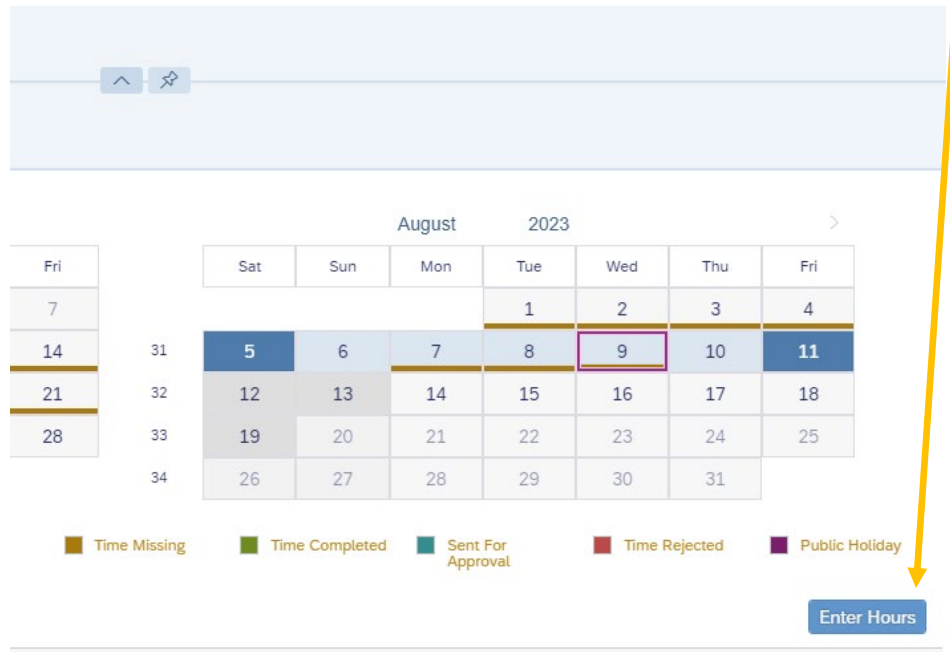 August 2023 >
Fri Sat Sun Mon Tue Wed Thu Fri
7 1 2 3 4
14 31 5 6 7 8 9 10 11
21 32 12 13 14 15 16 17 18
28 33 19 20 21 22 23 24 25
34 26 27 28 29 30 31
Time Missing Time Completed Sent For Time Rejected Public Holiday
Approval
Enter Hours